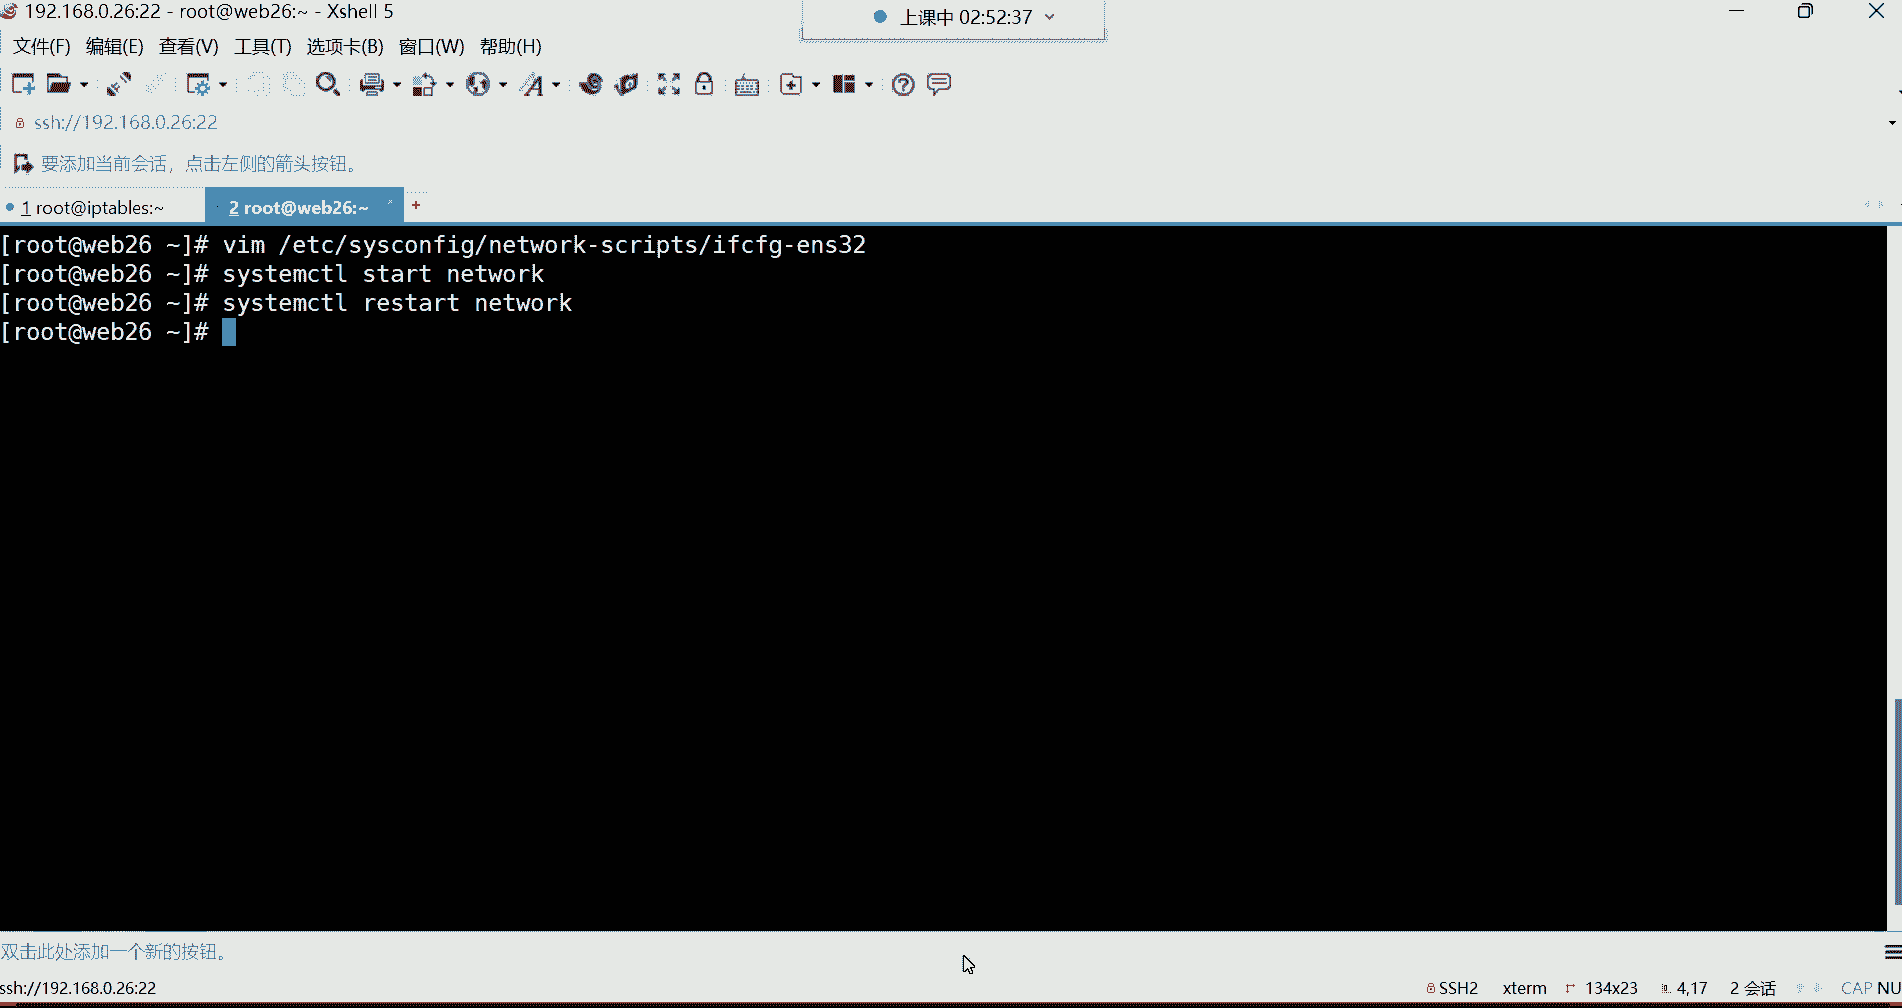 192.168.0.26:22 - root@web26:~ - Xshell 5
上课中 02:52:37
文件(F) 编辑(E) 查看(V) 工具(T) 选项卡(B) 窗口(W) 帮助(H)
ssh://192.168.0.26:22
要添加当前会话，点击左侧的箭头按钮。
1 root@iptables:~
2 root@web26:~
[root@web26 ~]# vim /etc/sysconfig/network-scripts/ifcfg-ens32
[root@web26 ~]# systemctl start network
[root@web26 ~]# systemctl restart network
[root@web26 ~]#
双击此处添加一个新的按钮。
ssh://192.168.0.26:22
SSH2 xterm 134x23 4,17 2 会话 CAP NU